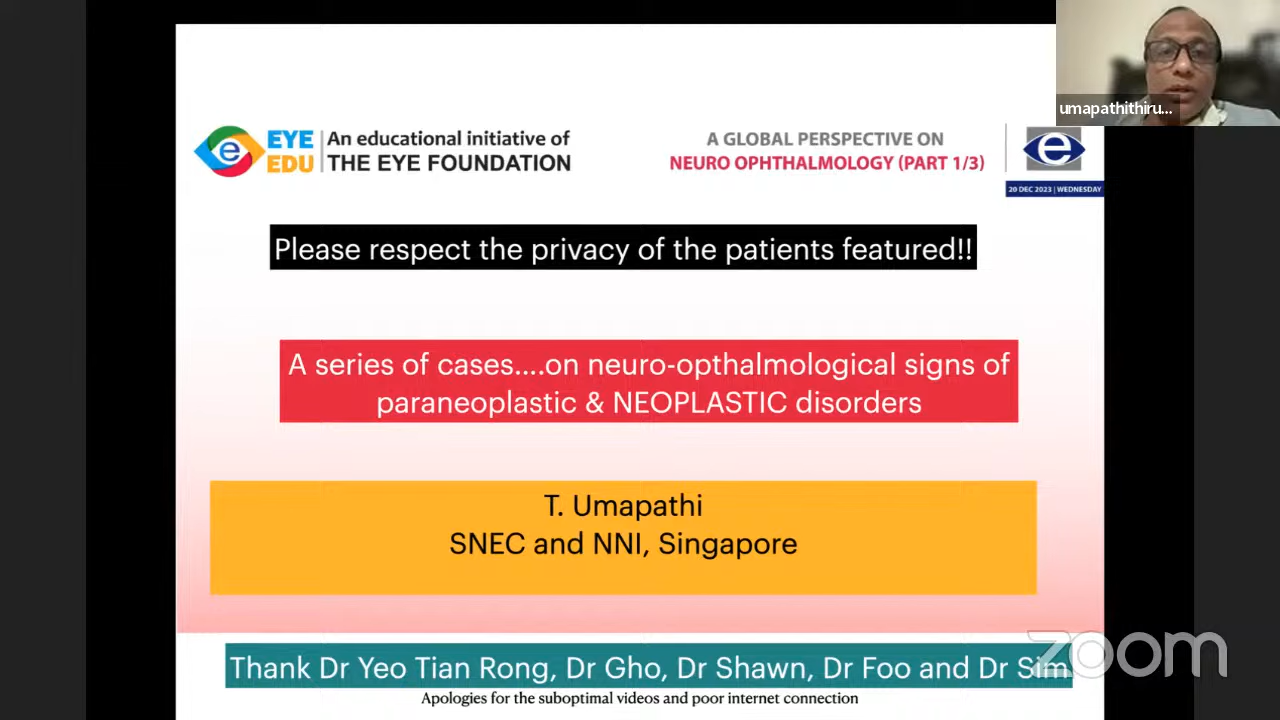 umapathithiru...
EYE
EDU
An educational initiative of
THE EYE FOUNDATION
A GLOBAL PERSPECTIVE ON
NEURO OPHTHALMOLOGY (PART 1/3)
e
e
20 DEC 2023 | WEDNESDAY
Please respect the privacy of the patients featured!!
A series of cases....on neuro-opthalmological signs of
paraneoplastic & NEOPLASTIC disorders
T. Umapathi
SNEC and NNI, Singapore
Thank Dr Yeo Tian Rong, Dr Gho, Dr Shawn, Dr Foo and Dr Sim
Apologies for the suboptimal videos and poor internet connection
zoom